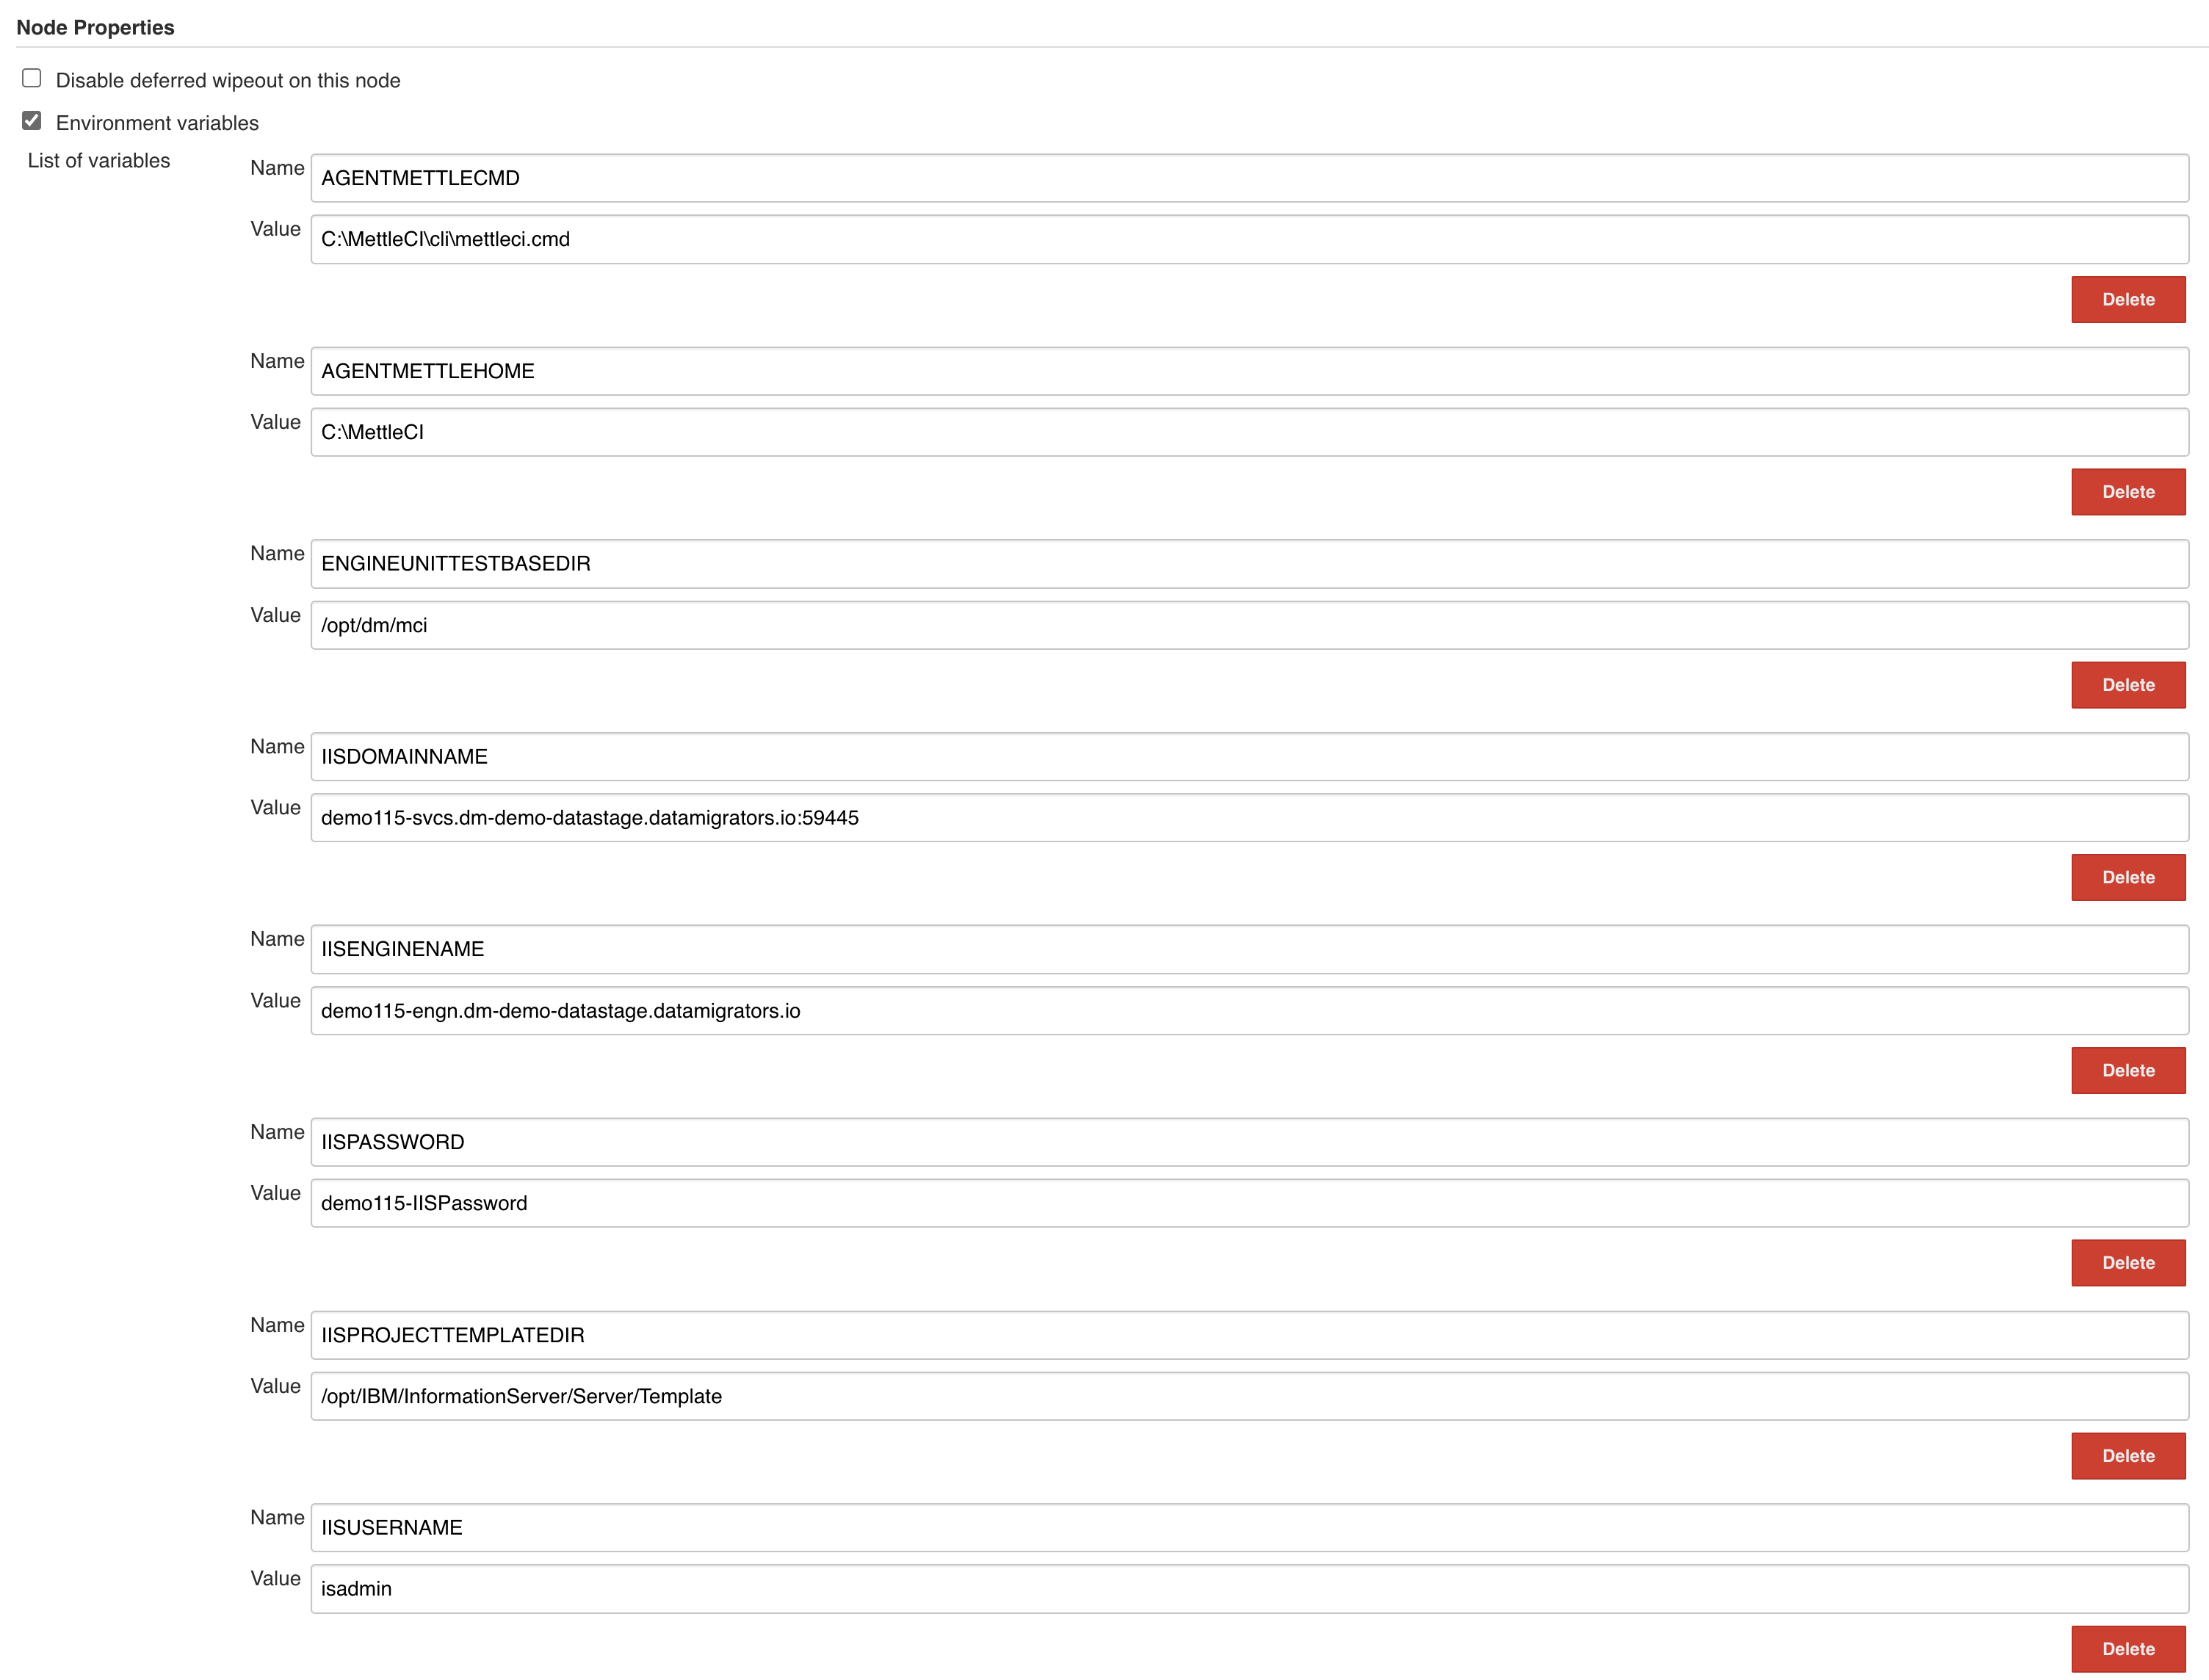 Node Properties
Disable deferred wipeout on this node
Environment variables
List of variables
Name AGENTMETTLECMD
Value C:\MettleCI\cli\mettleci.cmd
Delete
Name AGENTMETTLEHOME
Value C:\MettleCI
Delete
Name ENGINEUNITTESTBASEDIR
Value /opt/dm/mci
Delete
Name IISDOMAINNAME
Value demo115-svcs.dm-demo-datastage.datamigrators.io:59445
Delete
Name IISENGINENAME
Value demo115-engn.dm-demo-datastage.datamigrators.io
Delete
Name IISPASSWORD
Value demo115-IISPassword
Delete
Name IISPROJECTTEMPLATEDIR
Value /opt/IBM/InformationServer/Server/Template
Delete
Name IISUSERNAME
Value isadmin
Delete